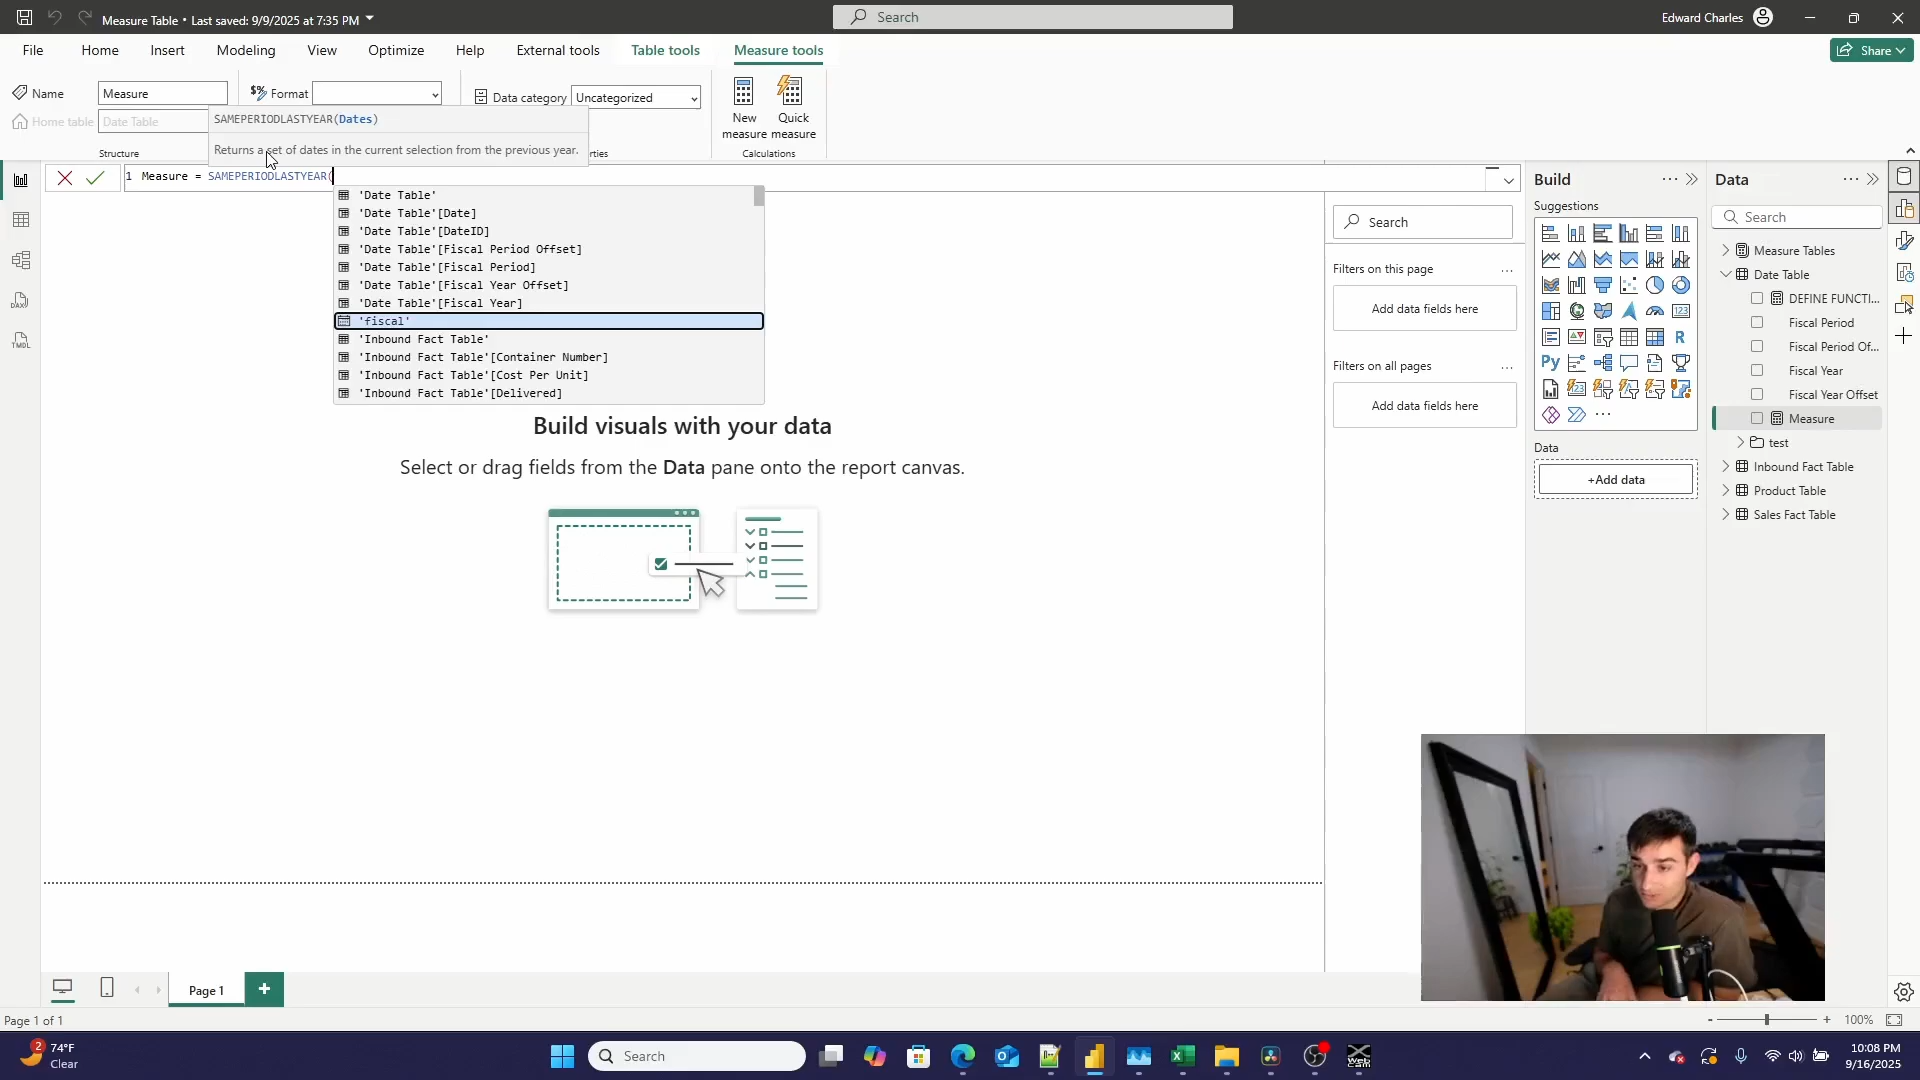 Measure Table • Last saved: 9/9/2025 at 7:35 PM
Search
Edward Charles
File
Home
Insert
Modeling
View
Optimize
Help
External tools
Table tools
Measure tools
Share
Name
Measure
Home table
Date Table
Structure
$% Format
Data category
Uncategorized
rties
New
measure
Quick
measure
Calculations
SAMEPERIODLASTYEAR(Dates)
Returns a set of dates in the current selection from the previous year.
1 Measure = SAMEPERIODLASTYEAR(
'Date Table'
'Date Table'[Date]
'Date Table'[DateID]
'Date Table'[Fiscal Period Offset]
'Date Table'[Fiscal Period]
'Date Table'[Fiscal Year Offset]
'Date Table'[Fiscal Year]
'fiscal'
'Inbound Fact Table'
'Inbound Fact Table'[Container Number]
'Inbound Fact Table'[Cost Per Unit]
'Inbound Fact Table'[Delivered]
Build visuals with your data
Select or drag fields from the Data pane onto the report canvas.
Search
Filters on this page
...
Add data fields here
Filters on all pages
...
Add data fields here
Build
Suggestions
R
Py
123
Data
+Add data
Data
Search
Measure Tables
Date Table
DEFINE FUNCTI...
Fiscal Period
Fiscal Period Of...
Fiscal Year
Fiscal Year Offset
Measure
test
Inbound Fact Table
Product Table
Sales Fact Table
DAX
TMDL
Page 1
Page 1 of 1
- + 100%
2
74°F
Clear
Search
10:08 PM
9/16/2025